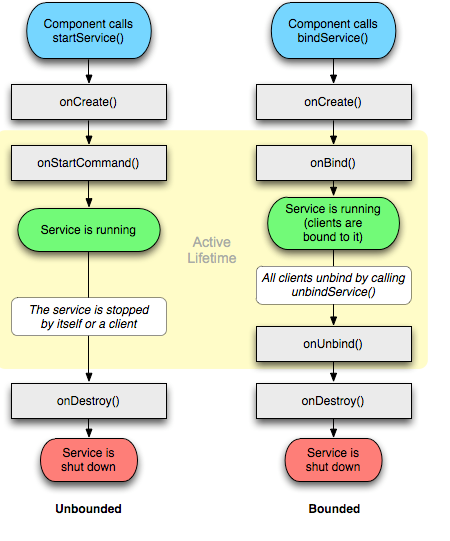 Component calls
startService()
onCreate()
onStartCommand()
Service is running
The service is stopped
by itself or a client
onDestroy()
Service is
shut down
Unbounded
Active
Lifetime
Component calls
bindService()
onCreate()
onBind()
Service is running
(clients are
bound to it)
All clients unbind by calling
unbindService()
onUnbind()
onDestroy()
Service is
shut down
Bounded